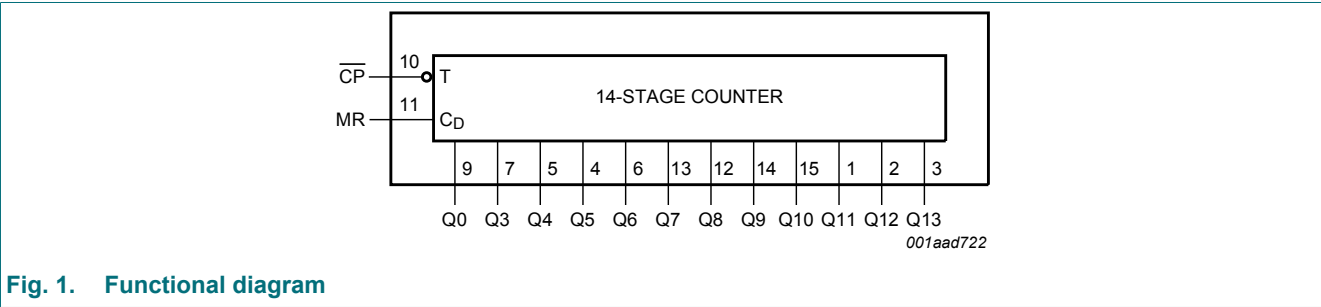 10
C̅P̅ T
14-STAGE COUNTER
11
MR CD
9 7 5 4 6 13 12 14 15 1 2 3
Q0 Q3 Q4 Q5 Q6 Q7 Q8 Q9 Q10 Q11 Q12 Q13
001aad722
Fig. 1. Functional diagram